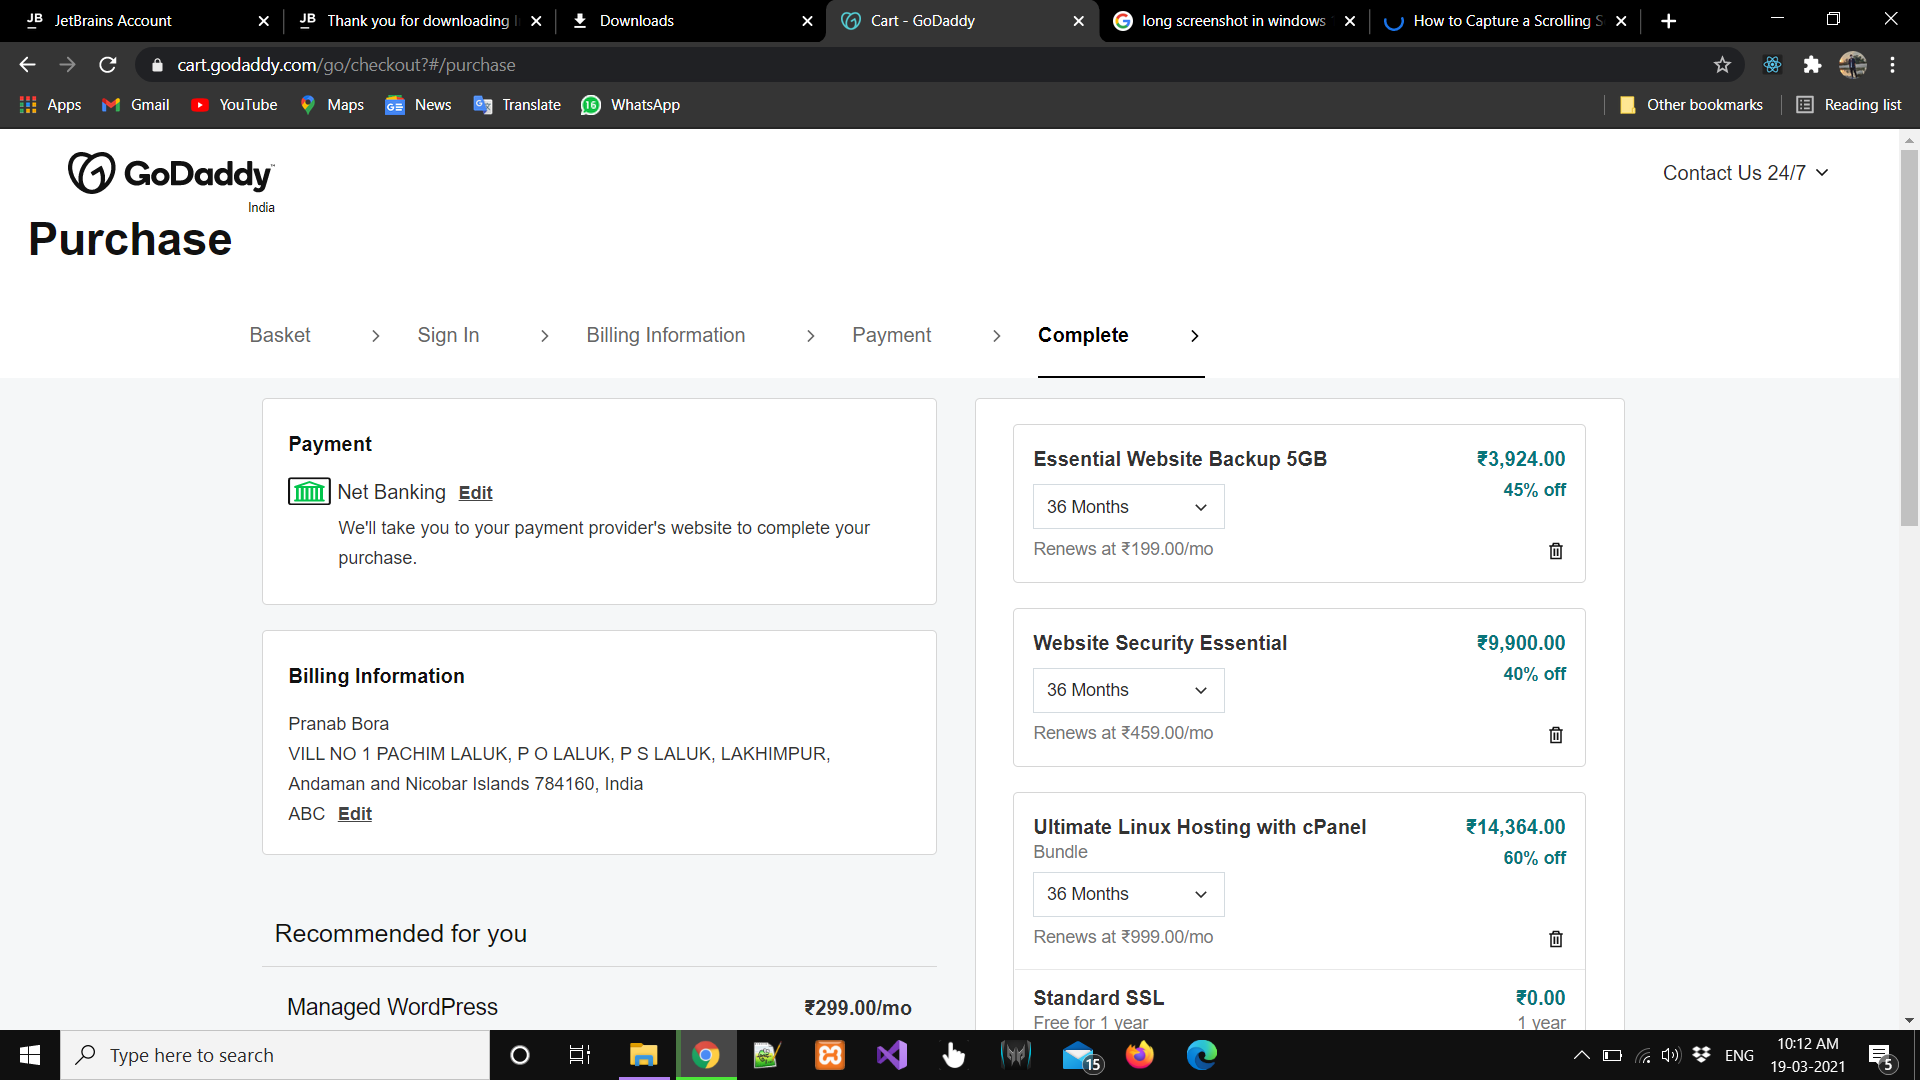 JB JetBrains Account
JB Thank you for downloading
Downloads
Cart - GoDaddy
long screenshot in windows
How to Capture a Scrolling S
cart.godaddy.com/go/checkout?#/purchase
Apps
Gmail
YouTube
Maps
News
Translate
WhatsApp
Other bookmarks
Reading list
GoDaddy
India
Contact Us 24/7
Purchase
Basket
Sign In
Billing Information
Payment
Complete
Payment
Net Banking Edit
We'll take you to your payment provider's website to complete your
purchase.
Billing Information
Pranab Bora
VILL NO 1 PACHIM LALUK, P O LALUK, P S LALUK, LAKHIMPUR,
Andaman and Nicobar Islands 784160, India
ABC Edit
Recommended for you
Managed WordPress ₹299.00/mo
Essential Website Backup 5GB ₹3,924.00
45% off
36 Months
Renews at ₹199.00/mo
Website Security Essential ₹9,900.00
40% off
36 Months
Renews at ₹459.00/mo
Ultimate Linux Hosting with cPanel ₹14,364.00
Bundle
60% off
36 Months
Renews at ₹999.00/mo
Standard SSL ₹0.00
Free for 1 year 1 year
Type here to search
15
ENG
10:12 AM
19-03-2021
5